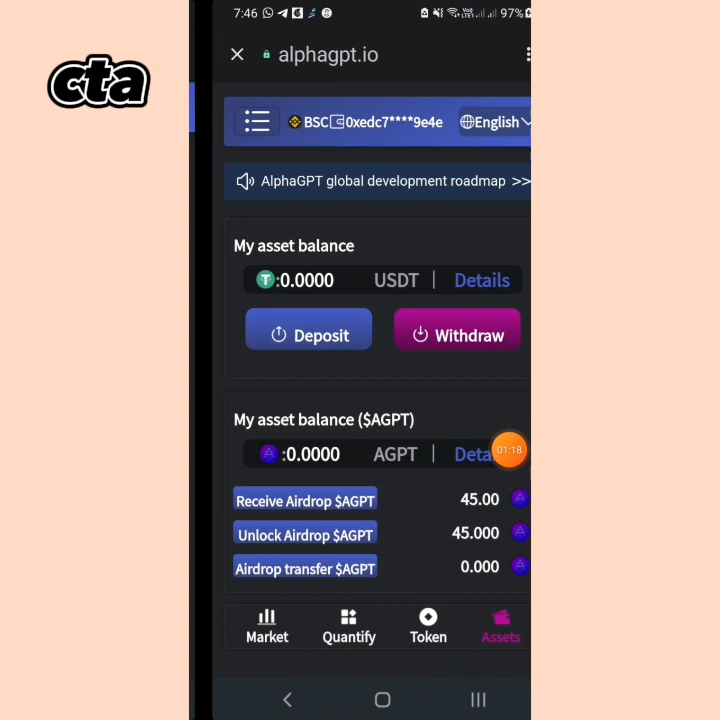 cta
7:46 97%
alphagpt.io
BSC 0xedc7****9e4e English
AlphaGPT global development roadmap >>
My asset balance
:0.0000 USDT | Details
Deposit Withdraw
My asset balance ($AGPT)
:0.0000 AGPT | Deta
01:18
Receive Airdrop $AGPT 45.00
Unlock Airdrop $AGPT 45.000
Airdrop transfer $AGPT 0.000
Market Quantify Token Assets